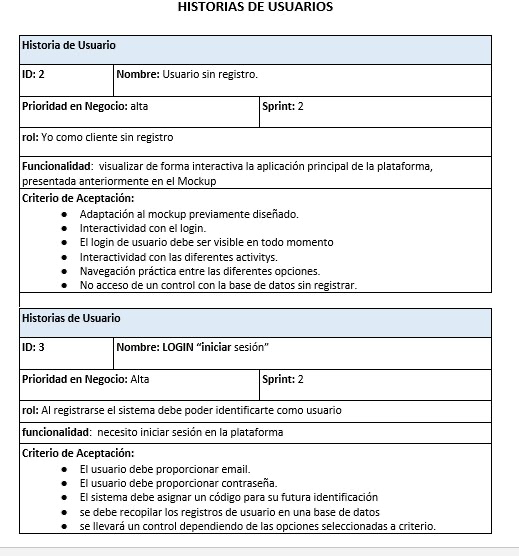 HISTORIAS DE USUARIOS
Historia de Usuario
ID: 2 Nombre: Usuario sin registro.
Prioridad en Negocio: alta Sprint: 2
rol: Yo como cliente sin registro
Funcionalidad: visualizar de forma interactiva la aplicación principal de la plataforma,
presentada anteriormente en el Mockup
Criterio de Aceptación:
● Adaptación al mockup previamente diseñado.
● Interactividad con el login.
● El login de usuario debe ser visible en todo momento
● Interactividad con las diferentes activitys.
● Navegación práctica entre las diferentes opciones.
● No acceso de un control con la base de datos sin registrar.
Historias de Usuario
ID: 3 Nombre: LOGIN “iniciar sesión”
Prioridad en Negocio: Alta Sprint: 2
rol: Al registrarse el sistema debe poder identificarte como usuario
funcionalidad: necesito iniciar sesión en la plataforma
Criterio de Aceptación:
● El usuario debe proporcionar email.
● El usuario debe proporcionar contraseña.
● El sistema debe asignar un código para su futura identificación
● se debe recopilar los registros de usuario en una base de datos
● se llevará un control dependiendo de las opciones seleccionadas a criterio.